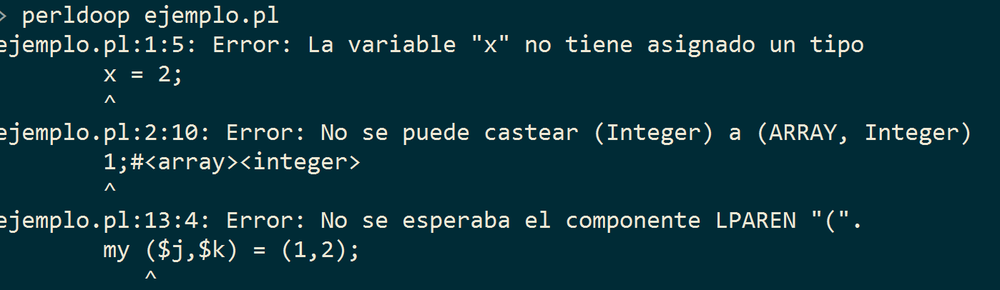 > perldoop ejemplo.pl
ejemplo.pl:1:5: Error: La variable "x" no tiene asignado un tipo
x = 2;
^
ejemplo.pl:2:10: Error: No se puede castear (Integer) a (ARRAY, Integer)
1;#<array><integer>
^
ejemplo.pl:13:4: Error: No se esperaba el componente LPAREN "(".
my ($j,$k) = (1,2);
^